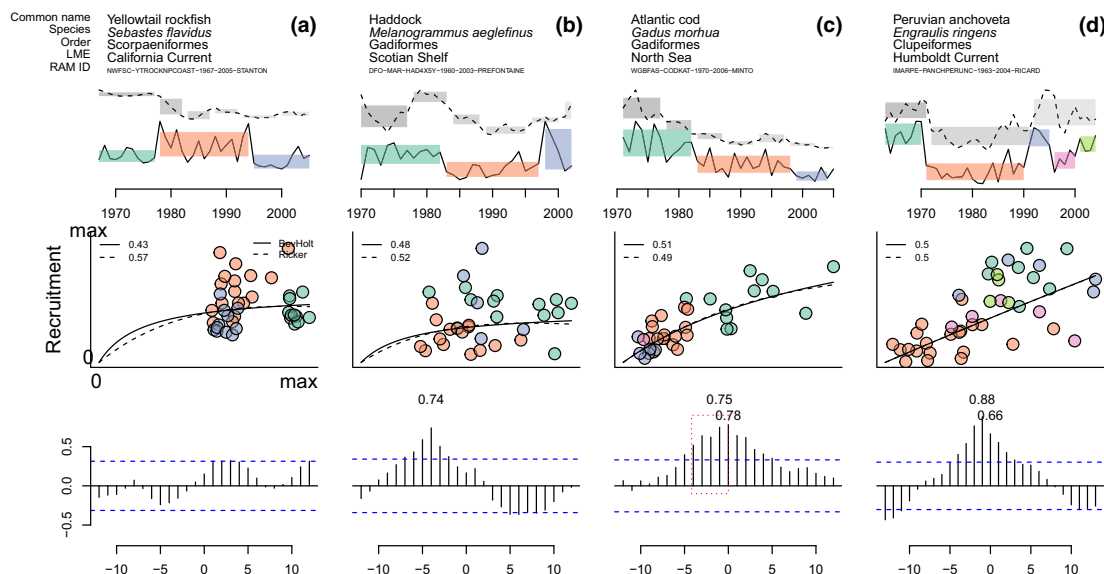 Common name
Species
Order
LME
RAM ID
Yellowtail rockfish
Sebastes flavidus
Scorpaeniformes
California Current
NWFSC−YTROCKNPCOAST−1967−2005−STANTON
(a)
Haddock
Melanogrammus aeglefinus
Gadiformes
Scotian Shelf
DFO−MAR−HAD4X5Y−1960−2003−PREFONTAINE
(b)
Atlantic cod
Gadus morhua
Gadiformes
North Sea
WGBFAS−CODKAT−1970−2006−MINTO
(c)
Peruvian anchoveta
Engraulis ringens
Clupeiformes
Humboldt Current
IMARPE−PANCHPERUNC−1963−2004−RICARD
(d)
1970 1980 1990 2000
1970 1980 1990 2000
1970 1980 1990 2000
1970 1980 1990 2000
max
Recruitment
0
0 max
0.43
0.57
BevHolt
Ricker
0.48
0.52
0.51
0.49
0.5
0.5
0.74
0.75
0.78
0.88
0.66
0.5
0.0
−0.5
−10 −5 0 5 10
−10 −5 0 5 10
−10 −5 0 5 10
−10 −5 0 5 10